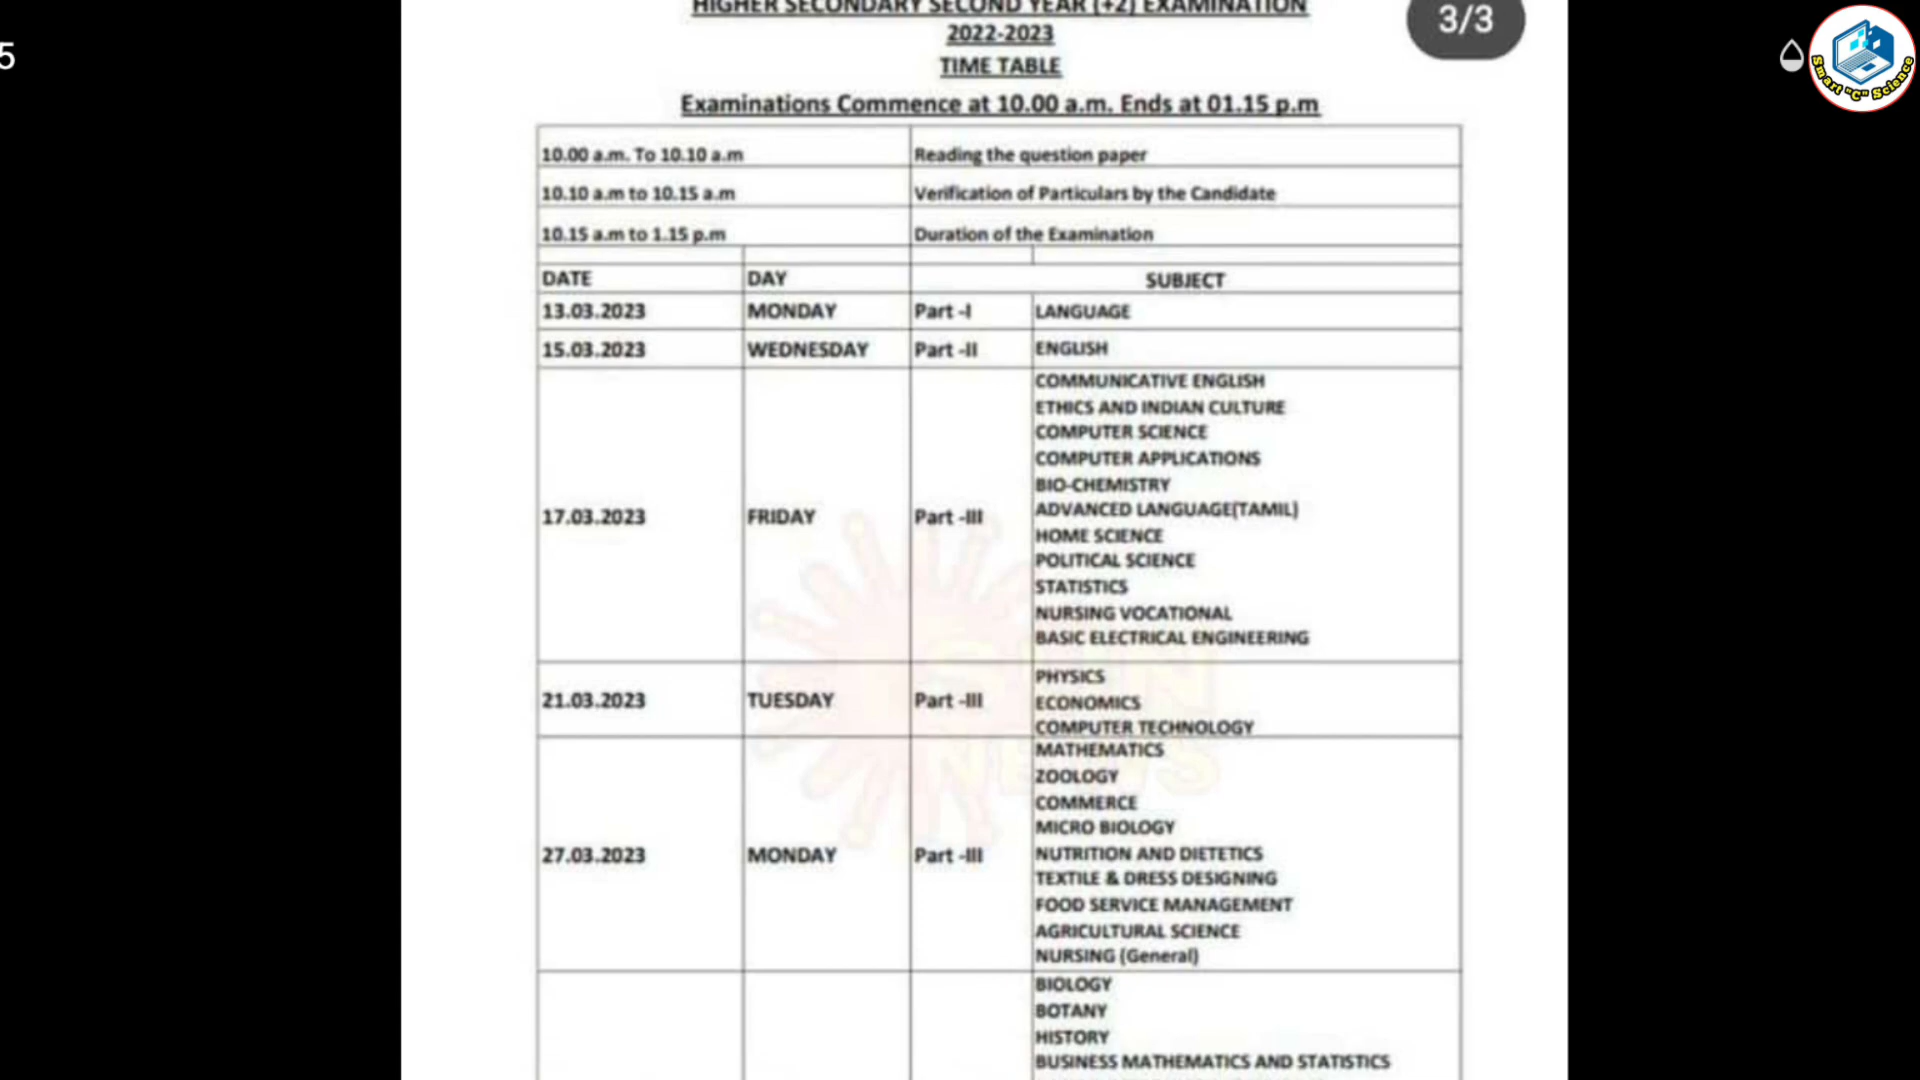 HIGHER SECONDARY SECOND YEAR (+2) EXAMINATION
2022-2023
TIME TABLE
Examinations Commence at 10.00 a.m. Ends at 01.15 p.m
3/3
5
Smart "C" Science
10.00 a.m. To 10.10 a.m Reading the question paper
10.10 a.m to 10.15 a.m Verification of Particulars by the Candidate
10.15 a.m to 1.15 p.m Duration of the Examination
DATE DAY SUBJECT
13.03.2023 MONDAY Part -I LANGUAGE
15.03.2023 WEDNESDAY Part -II ENGLISH
17.03.2023 FRIDAY Part -III
COMMUNICATIVE ENGLISH
ETHICS AND INDIAN CULTURE
COMPUTER SCIENCE
COMPUTER APPLICATIONS
BIO-CHEMISTRY
ADVANCED LANGUAGE(TAMIL)
HOME SCIENCE
POLITICAL SCIENCE
STATISTICS
NURSING VOCATIONAL
BASIC ELECTRICAL ENGINEERING
21.03.2023 TUESDAY Part -III
PHYSICS
ECONOMICS
COMPUTER TECHNOLOGY
27.03.2023 MONDAY Part -III
MATHEMATICS
ZOOLOGY
COMMERCE
MICRO BIOLOGY
NUTRITION AND DIETETICS
TEXTILE & DRESS DESIGNING
FOOD SERVICE MANAGEMENT
AGRICULTURAL SCIENCE
NURSING (General)
BIOLOGY
BOTANY
HISTORY
BUSINESS MATHEMATICS AND STATISTICS
SUN
NEWS